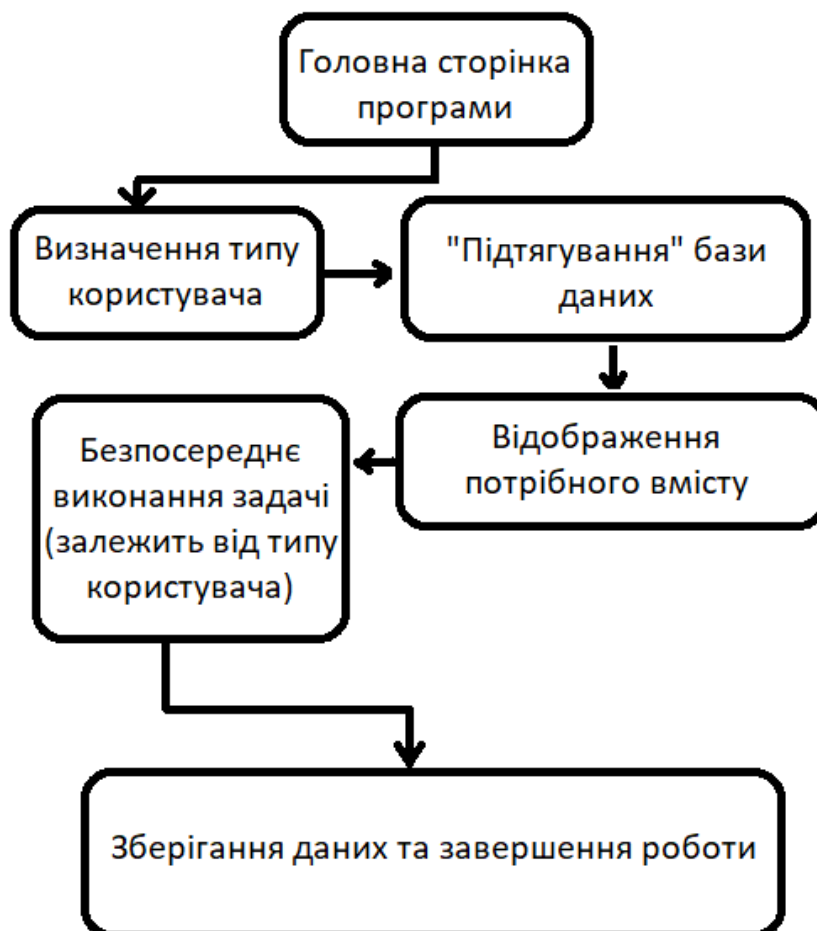 Головна сторінка
програми
Визначення типу
користувача
"Підтягування" бази
даних
Відображення
потрібного вмісту
Безпосереднє
виконання задачі
(залежить від типу
користувача)
Зберігання даних та завершення роботи